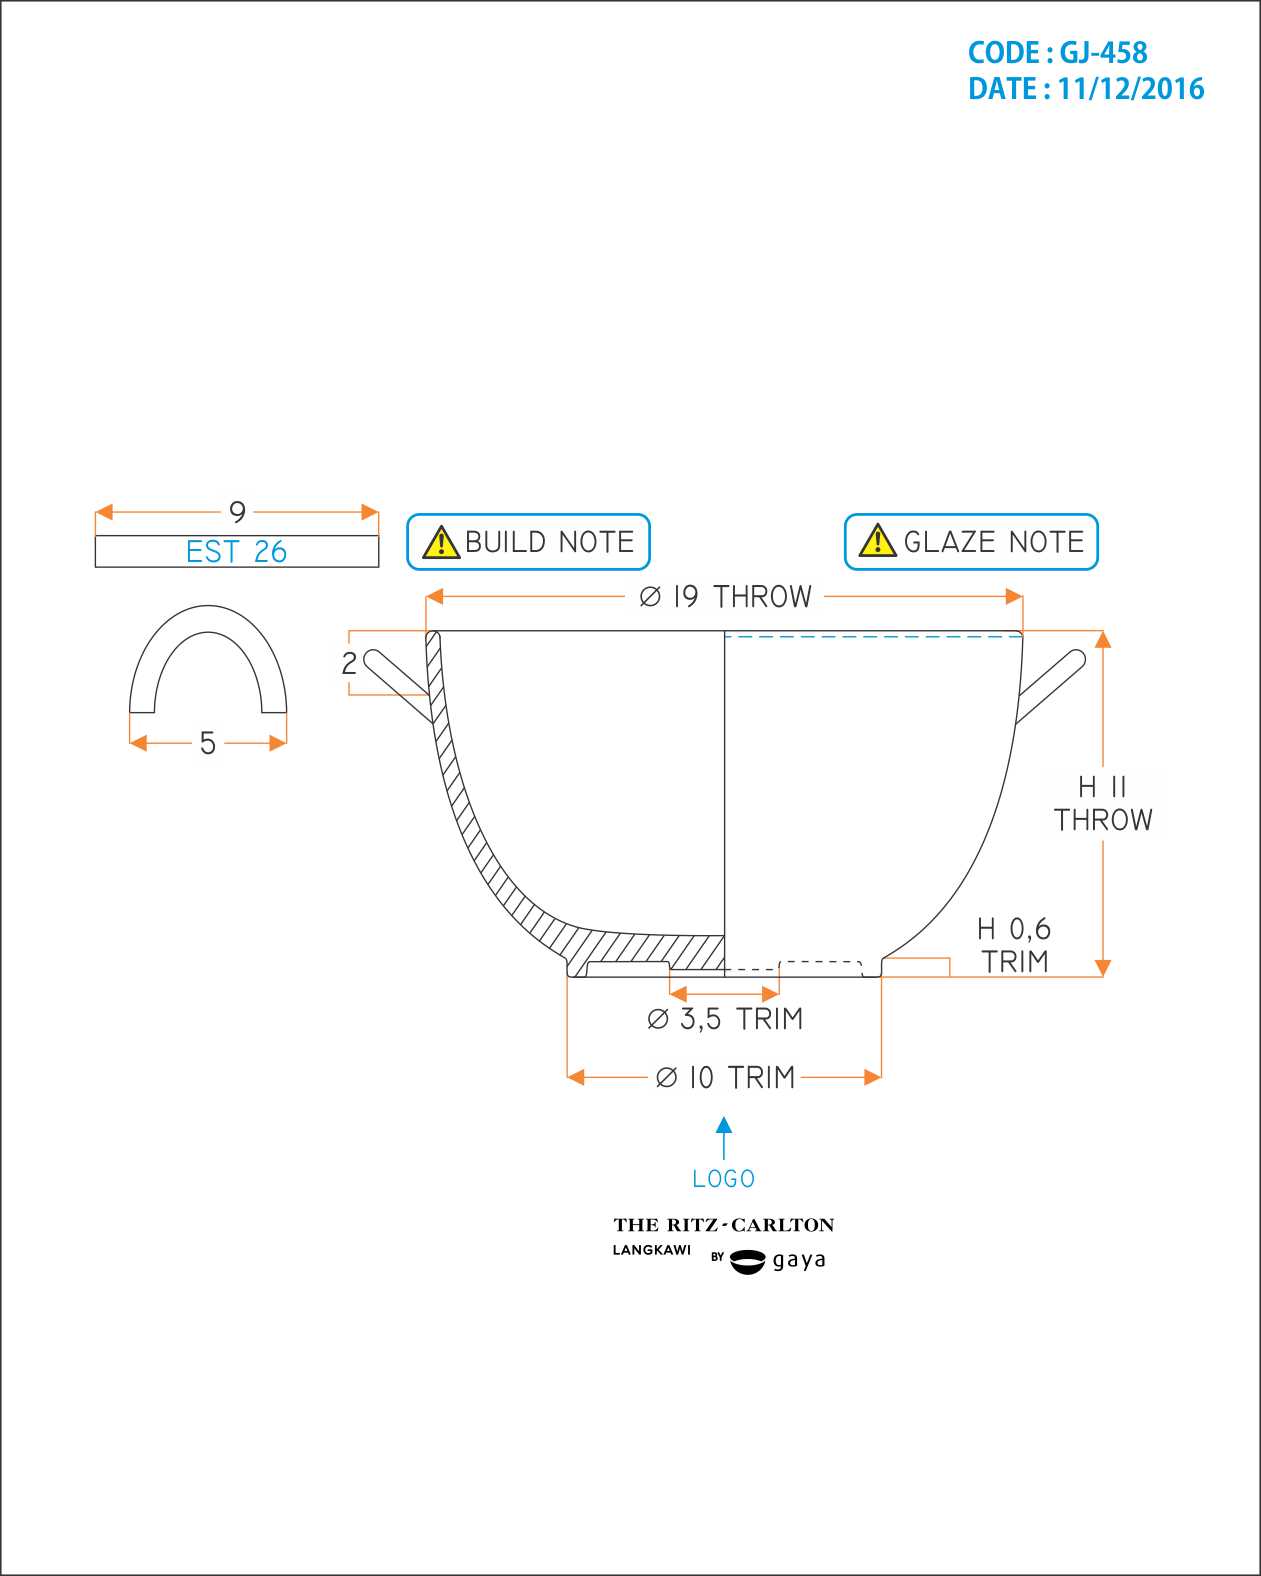 CODE : GJ-458
DATE : 11/12/2016
9
EST 26
BUILD NOTE
GLAZE NOTE
Ø 19 THROW
2
5
H 11
THROW
H 0,6
TRIM
Ø 3,5 TRIM
Ø 10 TRIM
LOGO
THE RITZ-CARLTON
LANGKAWI BY gaya